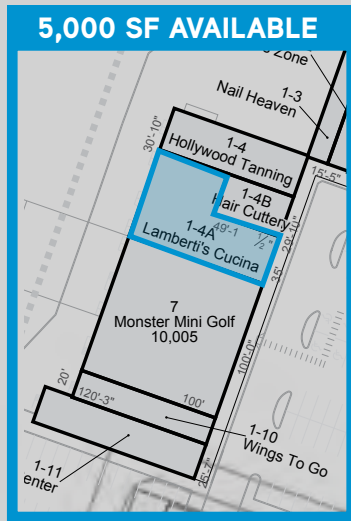 5,000 SF AVAILABLE
Zone
1-3
Nail Heaven
30'-10"
1-4
Hollywood Tanning
15'-5"
1-4B
Hair Cuttery
49'-1
½"
29'-10"
1-4A
Lamberti's Cucina
35'
7
Monster Mini Golf
10,005
100'-0"
20'
120'-3"
100'
1-10
Wings To Go
1-11
enter
25'-7"